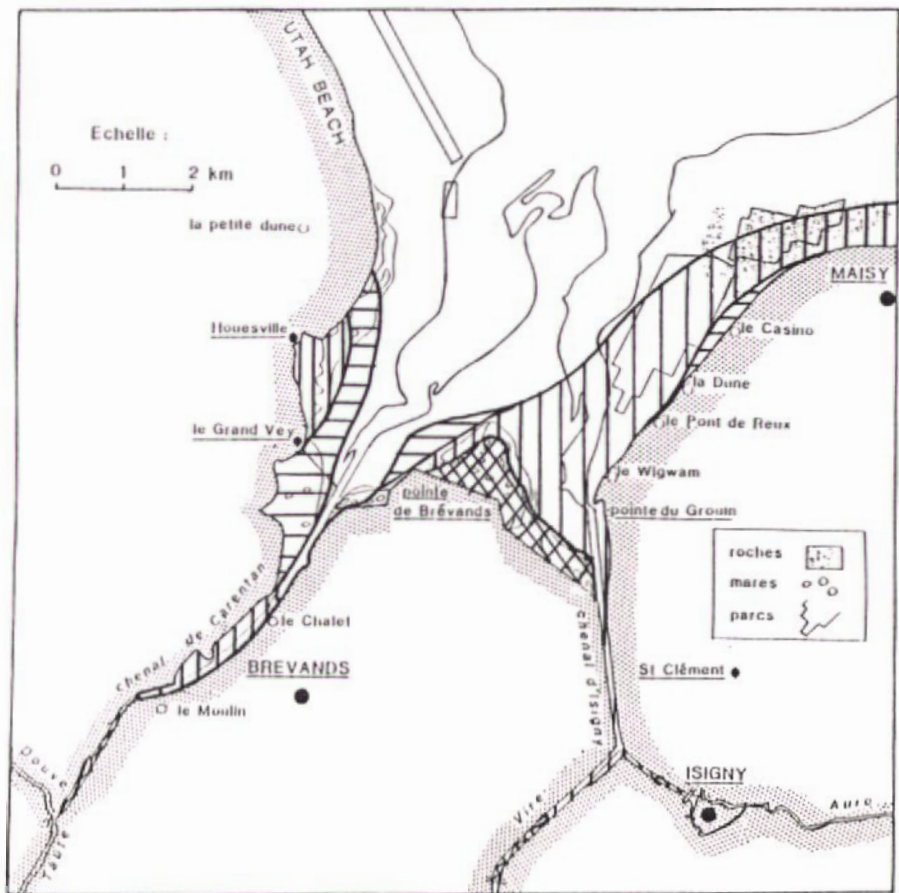 UTAH BEACH
Echelle :
0 1 2 km
la petite dune
MAISY
Houesville
le Casino
la Dune
le Grand Vey
le Pont de Reux
le Wigwam
pointe
de Brévands
pointe du Grouin
roches
mares
parcs
chenal de Carentan
le Chalet
chenal d'Isigny
BREVANDS
St Clément
le Moulin
Douve
Taute
Vire
ISIGNY
Aure